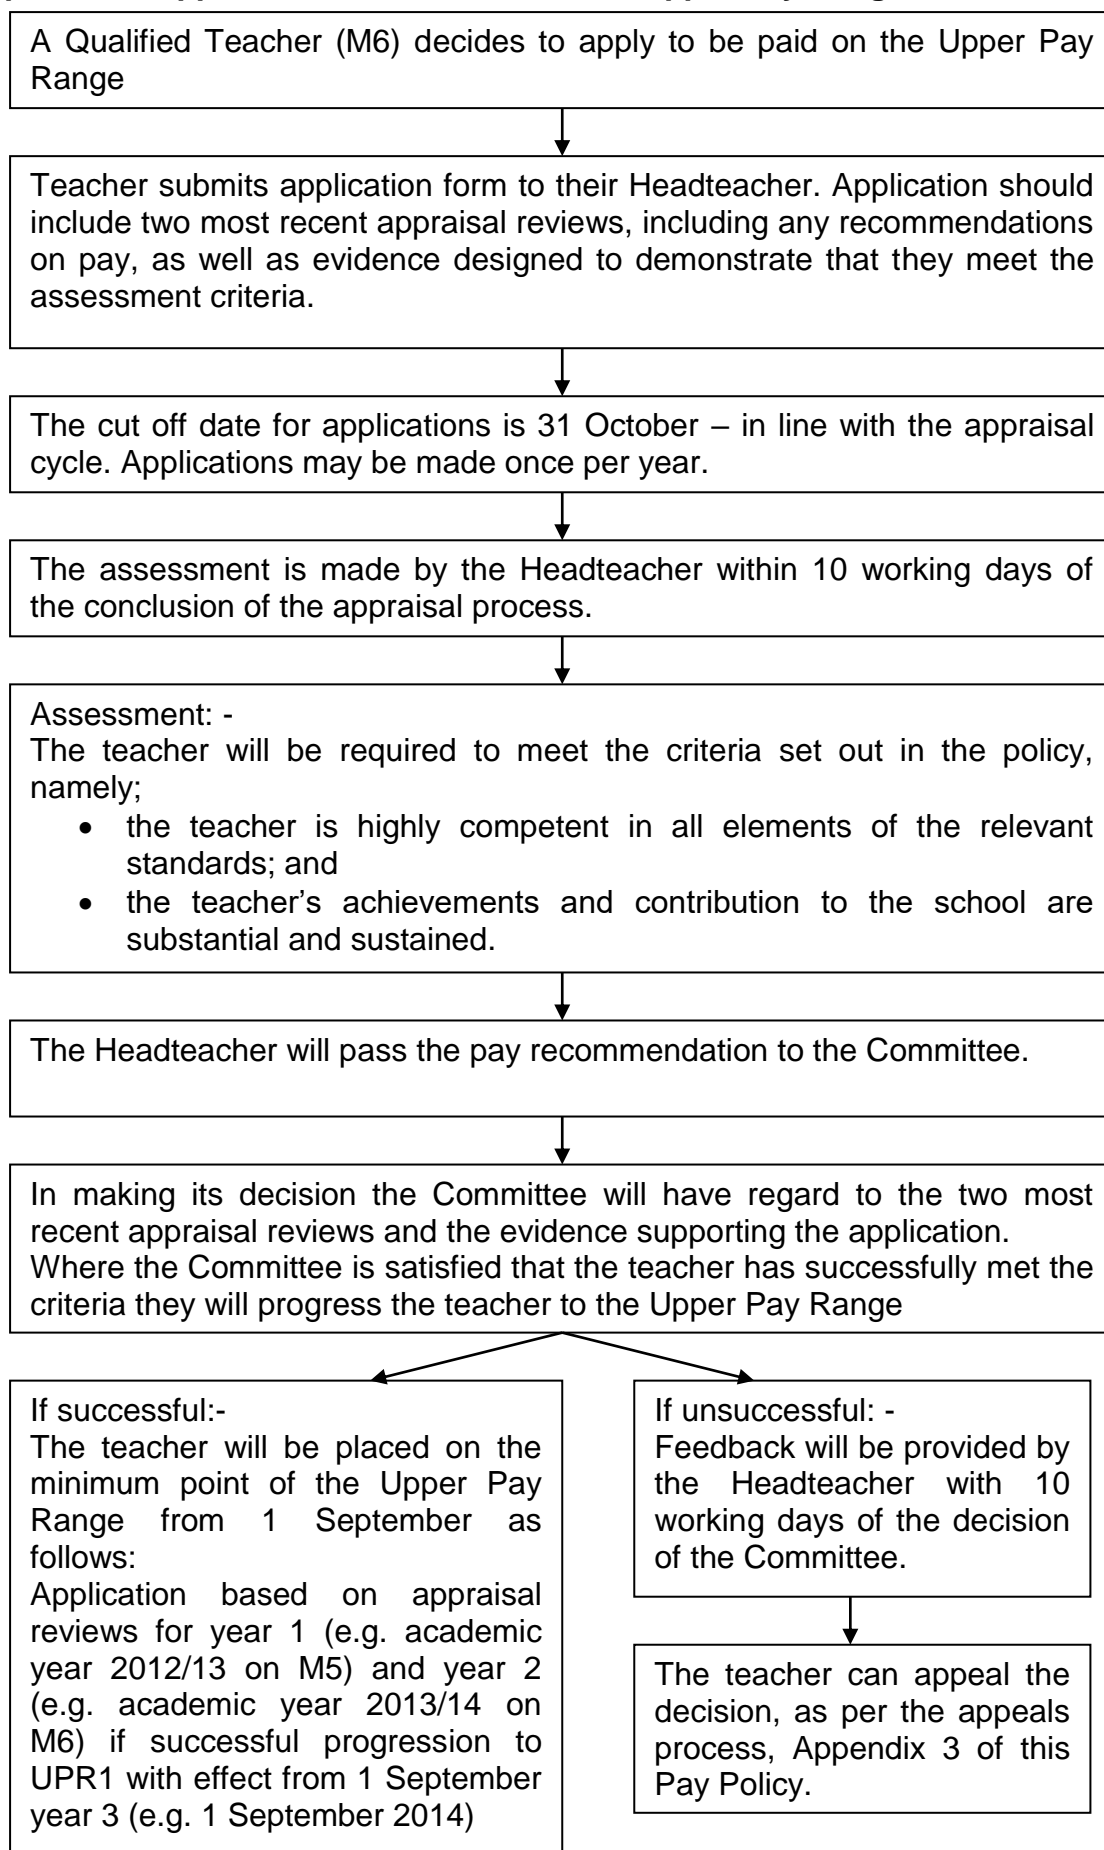 A Qualified Teacher (M6) decides to apply to be paid on the Upper Pay
Range
Teacher submits application form to their Headteacher. Application should
include two most recent appraisal reviews, including any recommendations
on pay, as well as evidence designed to demonstrate that they meet the
assessment criteria.
The cut off date for applications is 31 October – in line with the appraisal
cycle. Applications may be made once per year.
The assessment is made by the Headteacher within 10 working days of
the conclusion of the appraisal process.
Assessment: -
The teacher will be required to meet the criteria set out in the policy,
namely;
• the teacher is highly competent in all elements of the relevant
standards; and
• the teacher’s achievements and contribution to the school are
substantial and sustained.
The Headteacher will pass the pay recommendation to the Committee.
In making its decision the Committee will have regard to the two most
recent appraisal reviews and the evidence supporting the application.
Where the Committee is satisfied that the teacher has successfully met the
criteria they will progress the teacher to the Upper Pay Range
If successful:-
The teacher will be placed on the
minimum point of the Upper Pay
Range from 1 September as
follows:
Application based on appraisal
reviews for year 1 (e.g. academic
year 2012/13 on M5) and year 2
(e.g. academic year 2013/14 on
M6) if successful progression to
UPR1 with effect from 1 September
year 3 (e.g. 1 September 2014)
If unsuccessful: -
Feedback will be provided by
the Headteacher with 10
working days of the decision
of the Committee.
The teacher can appeal the
decision, as per the appeals
process, Appendix 3 of this
Pay Policy.